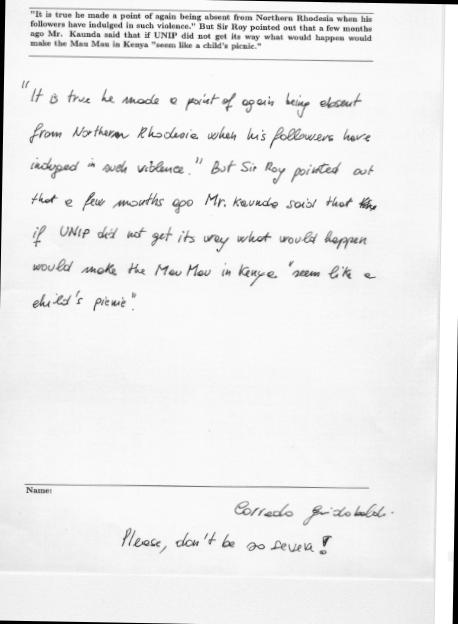 "It is true he made a point of again being absent from Northern Rhodesia when his
followers have indulged in such violence." But Sir Roy pointed out that a few months
ago Mr. Kaunda said that if UNIP did not get its way what would happen would
make the Mau Mau in Kenya "seem like a child's picnic."
"It is true he made a point of again being absent
from Northern Rhodesia when his followers have
indulged in such violence." But Sir Roy pointed out
that a few mouths ago Mr. Kaunda said that
if UNIP did not get its way what would happen
would make the Mau Mau in Kenya "seem like a
child's picnic".
Name:
Corrado
Please, don't be so severe!